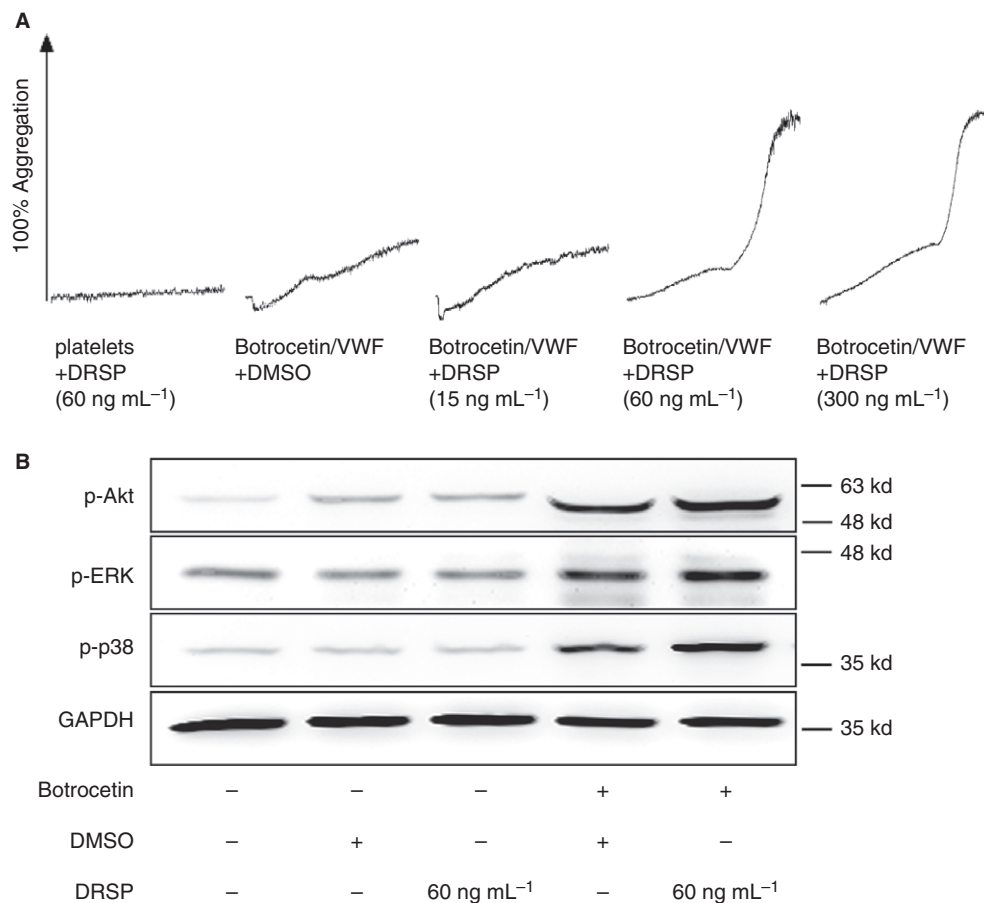 A
100% Aggregation
platelets
+DRSP
(60 ng mL⁻¹)
Botrocetin/VWF
+DMSO
Botrocetin/VWF
+DRSP
(15 ng mL⁻¹)
Botrocetin/VWF
+DRSP
(60 ng mL⁻¹)
Botrocetin/VWF
+DRSP
(300 ng mL⁻¹)
B
p-Akt
63 kd
48 kd
p-ERK
48 kd
p-p38
35 kd
GAPDH
35 kd
Botrocetin – – – + +
DMSO – + – + –
DRSP – – 60 ng mL⁻¹ – 60 ng mL⁻¹